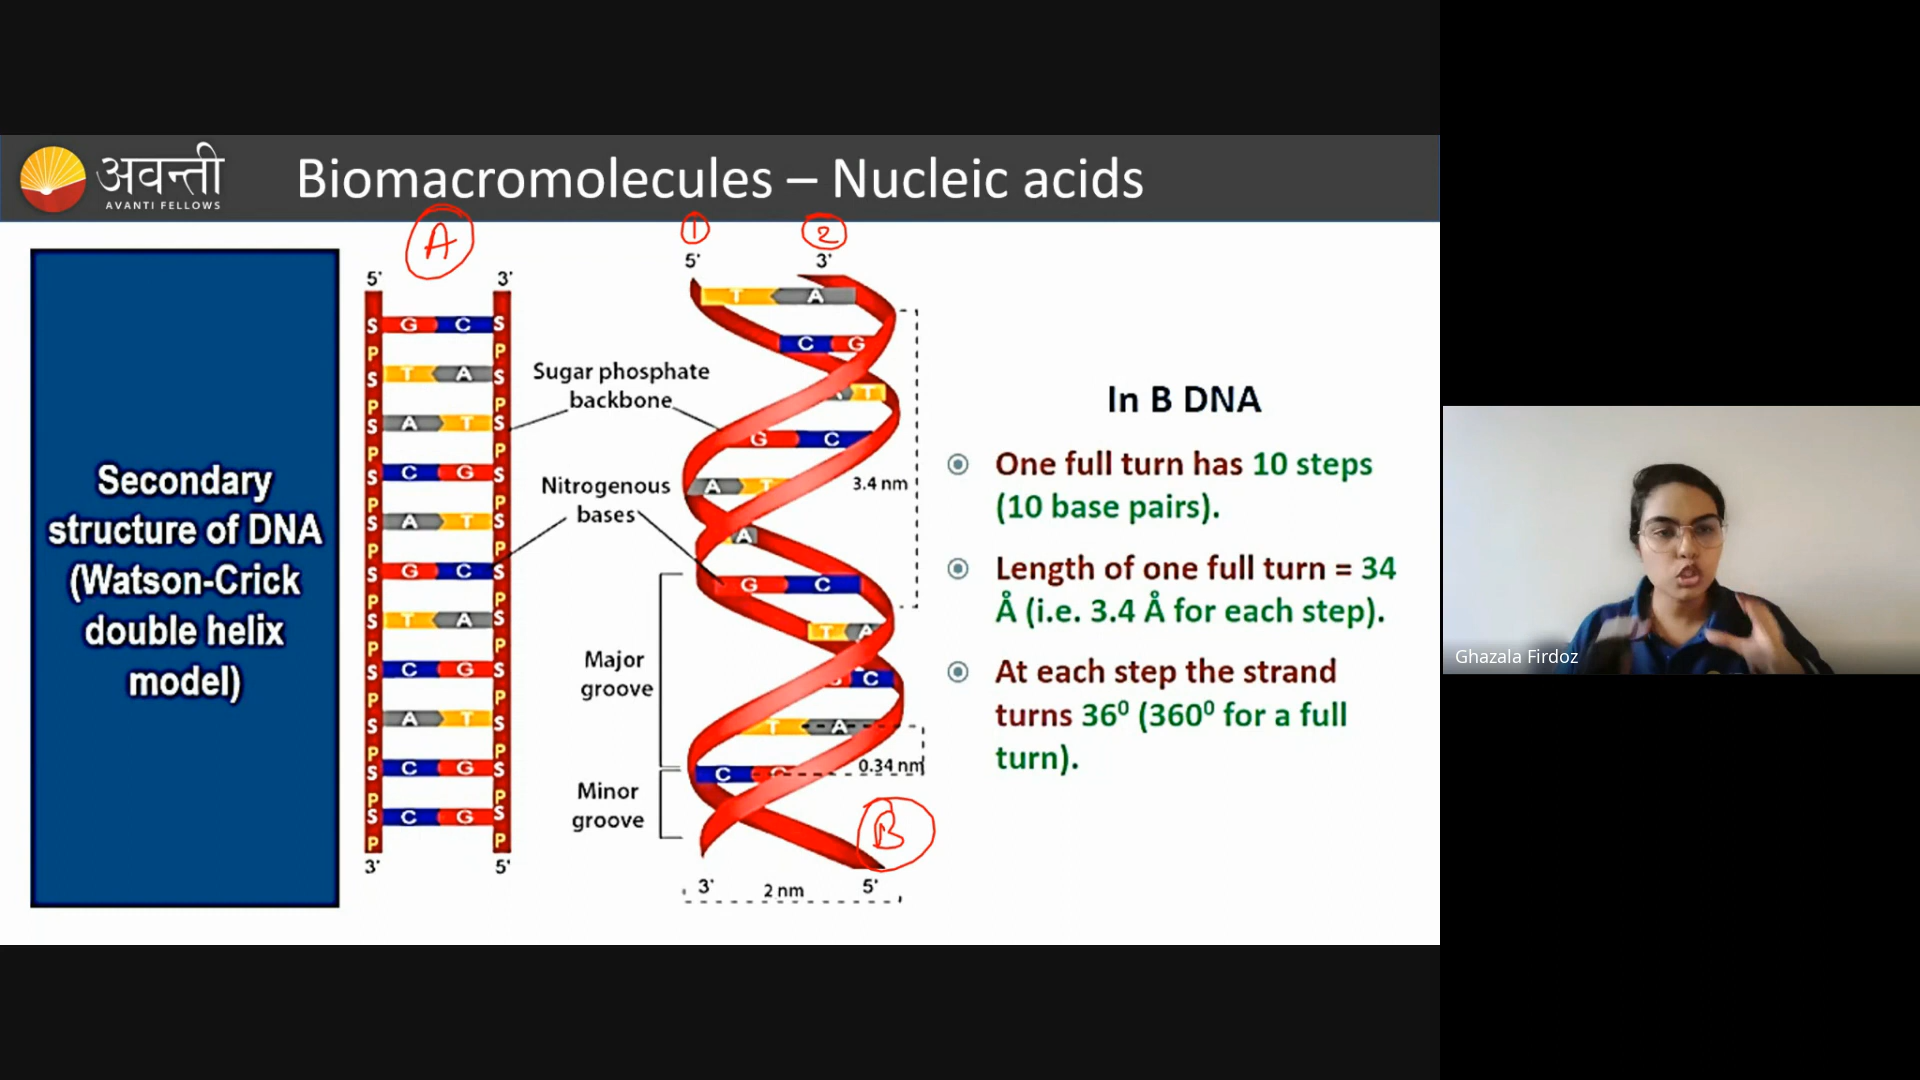 अवन्ती
AVANTI FELLOWS
Biomacromolecules – Nucleic acids
A
1
2
Secondary
structure of DNA
(Watson-Crick
double helix
model)
5'
3'
S G C S
P P
S T A S
P P
S A T S
P P
S C G S
P P
S A T S
P P
S G C S
P P
S T A S
P P
S C G S
P P
S A T S
P P
S C G S
P P
S C G S
P P
3'
5'
Sugar phosphate
backbone
Nitrogenous
bases
Major
groove
Minor
groove
5'
3'
T A
C G
T
G C
A T
A
G C
T A
C
T A
C
3.4 nm
0.34 nm
B
3'
2 nm
5'
In B DNA
One full turn has 10 steps
(10 base pairs).
Length of one full turn = 34
Å (i.e. 3.4 Å for each step).
At each step the strand
turns 36⁰ (360⁰ for a full
turn).
Ghazala Firdoz